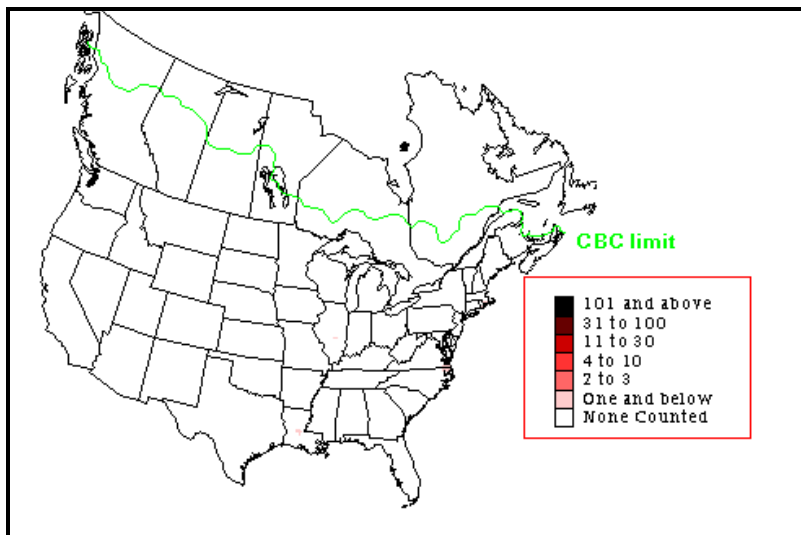 CBC limit
101 and above
31 to 100
11 to 30
4 to 10
2 to 3
One and below
None Counted